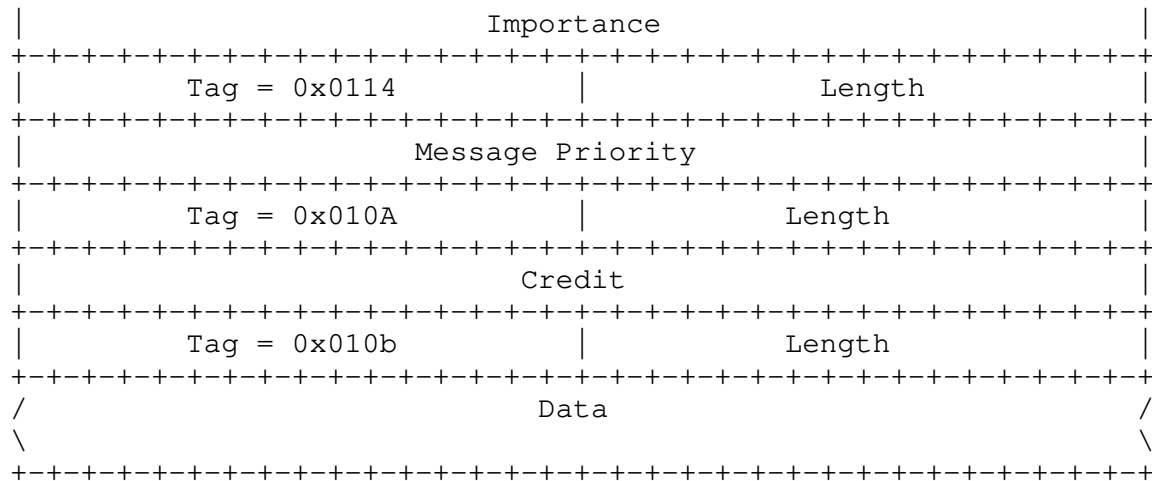 |                          Importance                           |
+-+-+-+-+-+-+-+-+-+-+-+-+-+-+-+-+-+-+-+-+-+-+-+-+-+-+-+-+-+-+-+-+
|         Tag = 0x0114          |             Length            |
+-+-+-+-+-+-+-+-+-+-+-+-+-+-+-+-+-+-+-+-+-+-+-+-+-+-+-+-+-+-+-+-+
|                      Message Priority                         |
+-+-+-+-+-+-+-+-+-+-+-+-+-+-+-+-+-+-+-+-+-+-+-+-+-+-+-+-+-+-+-+-+
|         Tag = 0x010A          |           Length              |
+-+-+-+-+-+-+-+-+-+-+-+-+-+-+-+-+-+-+-+-+-+-+-+-+-+-+-+-+-+-+-+-+
|                            Credit                             |
+-+-+-+-+-+-+-+-+-+-+-+-+-+-+-+-+-+-+-+-+-+-+-+-+-+-+-+-+-+-+-+-+
|         Tag = 0x010b          |           Length              |
+-+-+-+-+-+-+-+-+-+-+-+-+-+-+-+-+-+-+-+-+-+-+-+-+-+-+-+-+-+-+-+-+
/                             Data                              /
\                                                               \
+-+-+-+-+-+-+-+-+-+-+-+-+-+-+-+-+-+-+-+-+-+-+-+-+-+-+-+-+-+-+-+-+